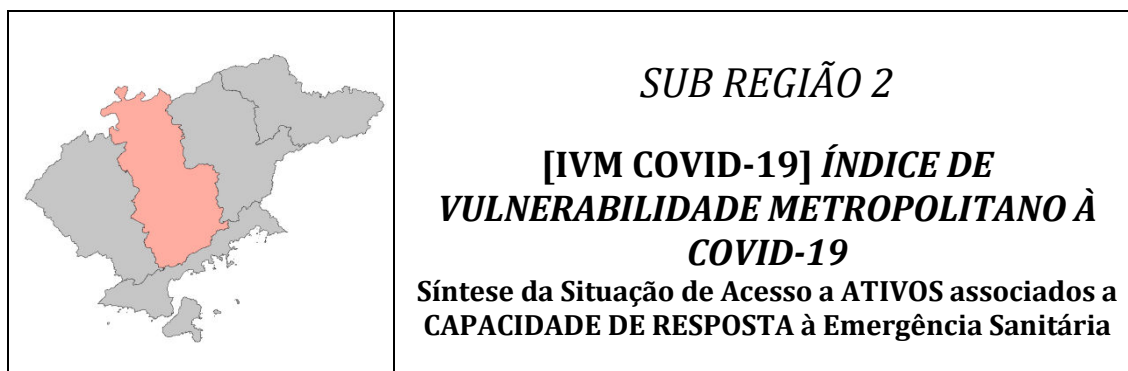 SUB REGIÃO 2
[IVM COVID-19] ÍNDICE DE
VULNERABILIDADE METROPOLITANO À
COVID-19
Síntese da Situação de Acesso a ATIVOS associados a
CAPACIDADE DE RESPOSTA à Emergência Sanitária